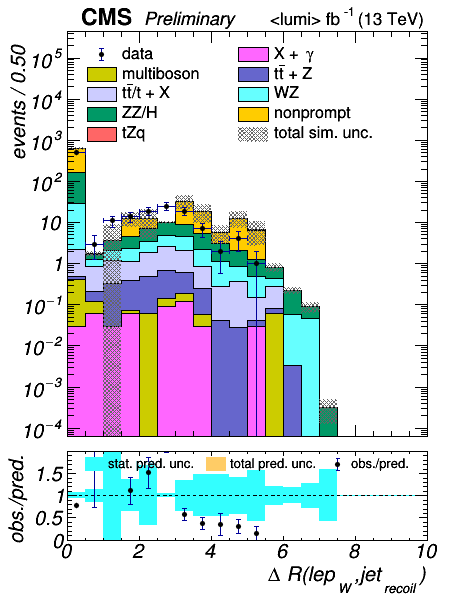 CMS Preliminary <lumi> fb⁻¹ (13 TeV)
events / 0.50
data
X + γ
multiboson
tt̄ + Z
tt̄/t + X
WZ
ZZ/H
nonprompt
tZq
total sim. unc.
10⁵
10⁴
10³
10²
10
1
10⁻¹
10⁻²
10⁻³
10⁻⁴
obs./pred.
stat. pred. unc. total pred. unc. obs./pred.
1.5
1
0.5
0
0 2 4 6 8 10
Δ R(lep_W, jet_recoil)